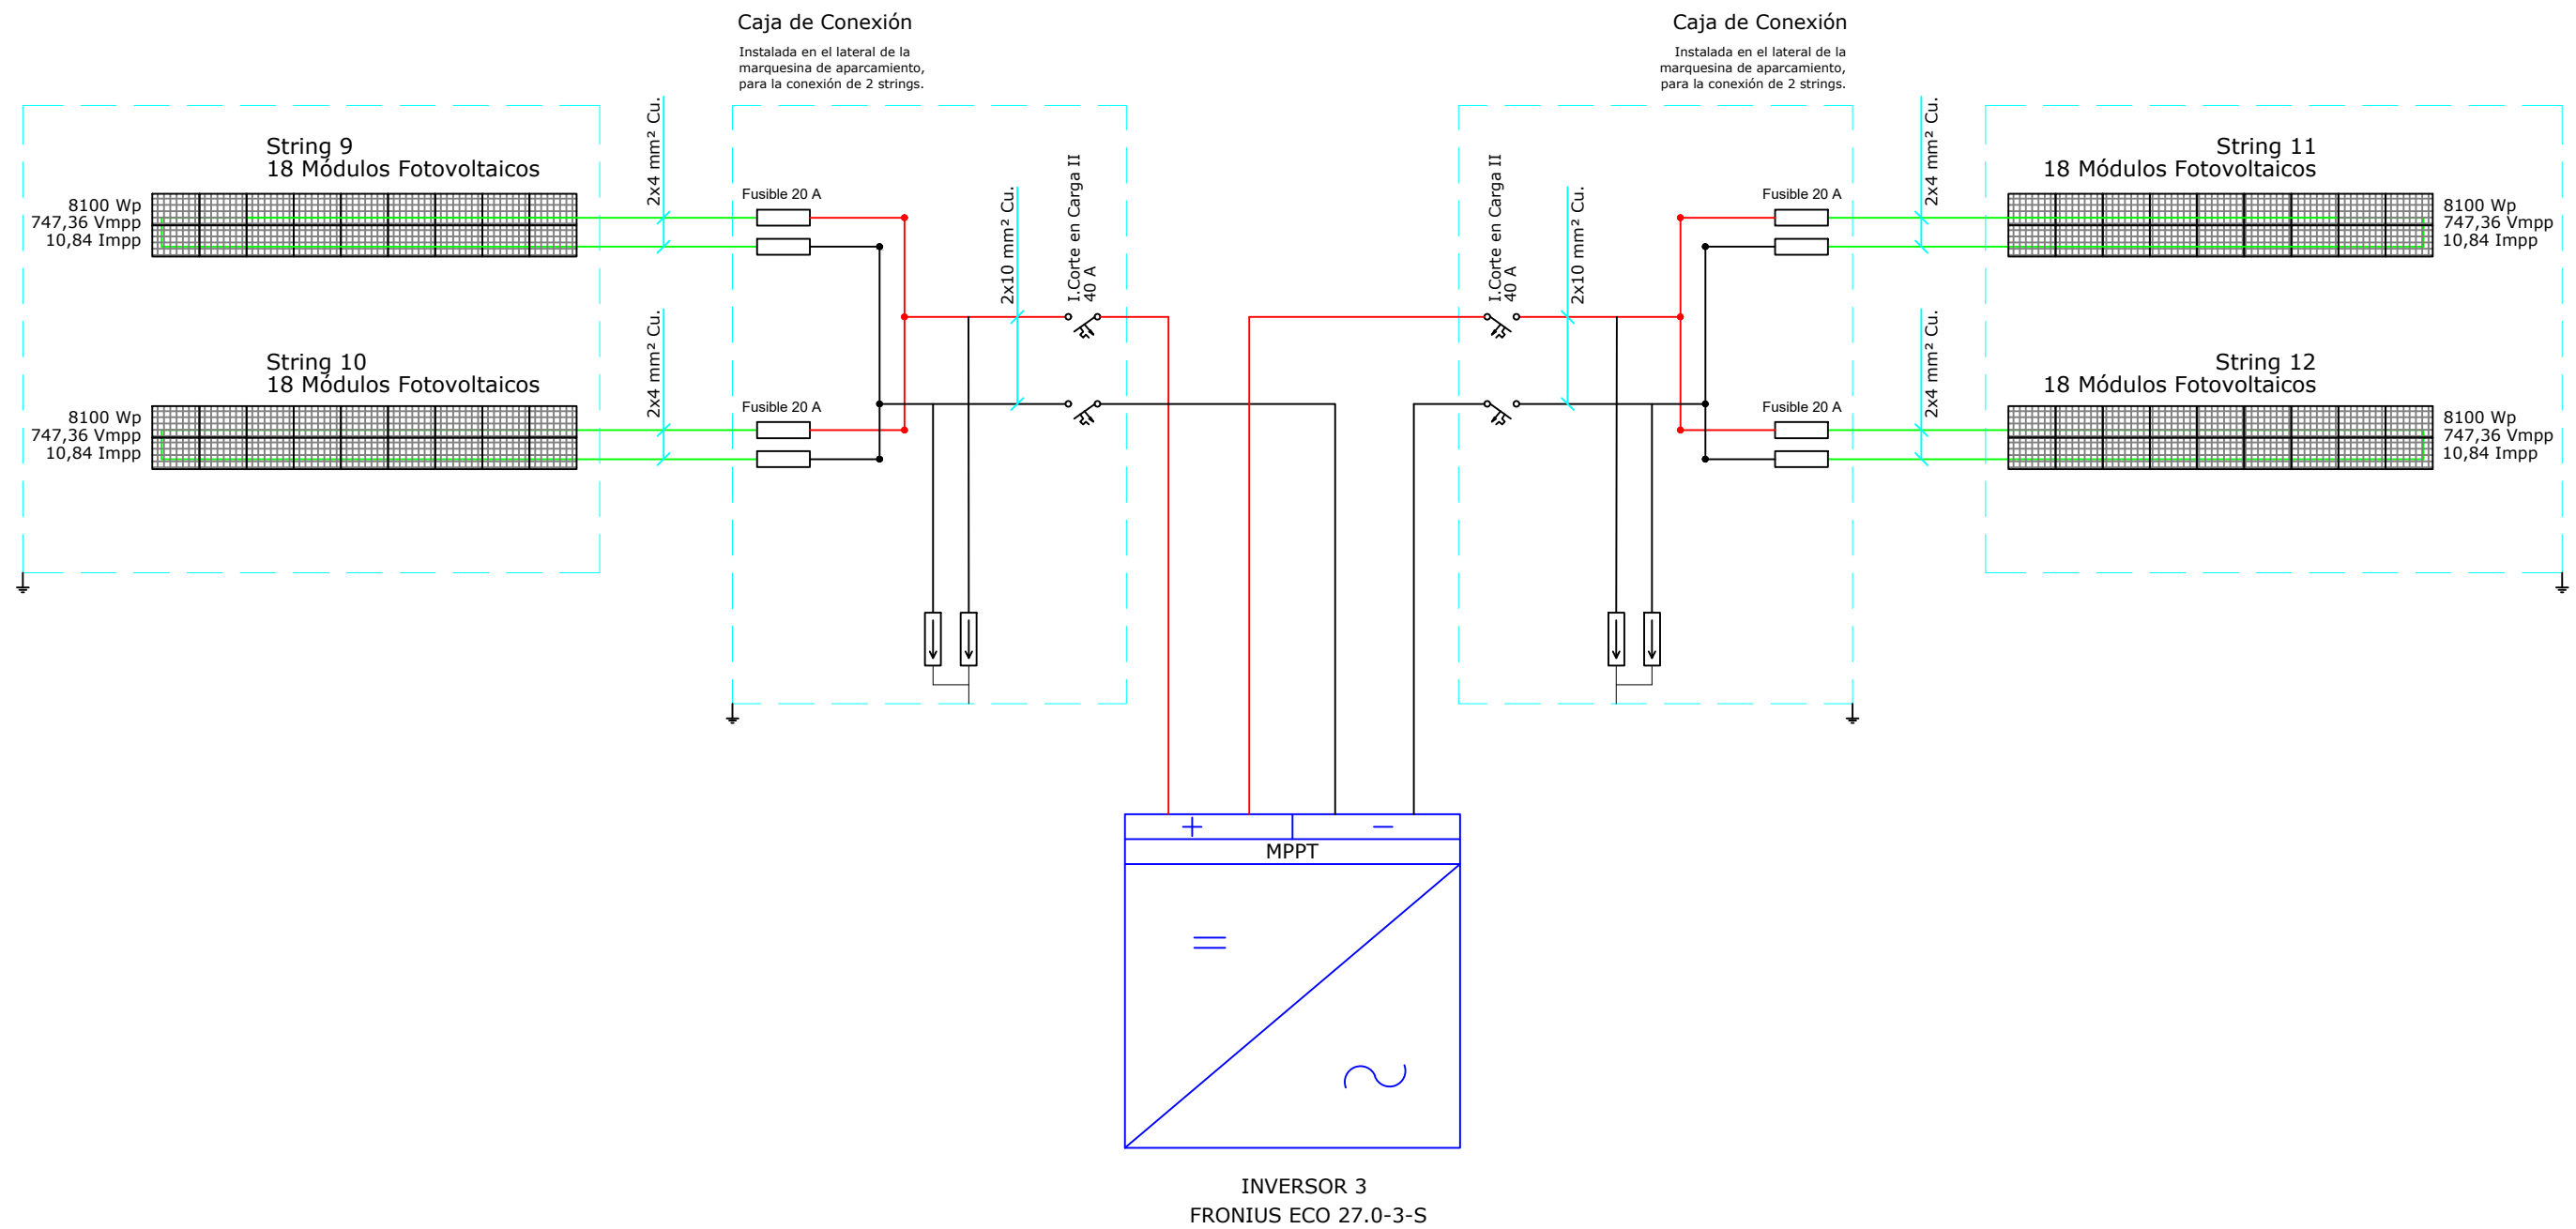 Caja de Conexión
Instalada en el lateral de la
marquesina de aparcamiento,
para la conexión de 2 strings.
Caja de Conexión
Instalada en el lateral de la
marquesina de aparcamiento,
para la conexión de 2 strings.
String 9
18 Módulos Fotovoltaicos
8100 Wp
747,36 Vmpp
10,84 Impp
2x4 mm² Cu.
Fusible 20 A
2x10 mm² Cu.
I.Corte en Carga II
40 A
I.Corte en Carga II
40 A
2x10 mm² Cu.
Fusible 20 A
2x4 mm² Cu.
String 11
18 Módulos Fotovoltaicos
8100 Wp
747,36 Vmpp
10,84 Impp
String 10
18 Módulos Fotovoltaicos
8100 Wp
747,36 Vmpp
10,84 Impp
2x4 mm² Cu.
Fusible 20 A
Fusible 20 A
2x4 mm² Cu.
String 12
18 Módulos Fotovoltaicos
8100 Wp
747,36 Vmpp
10,84 Impp
+ −
MPPT
INVERSOR 3
FRONIUS ECO 27.0-3-S